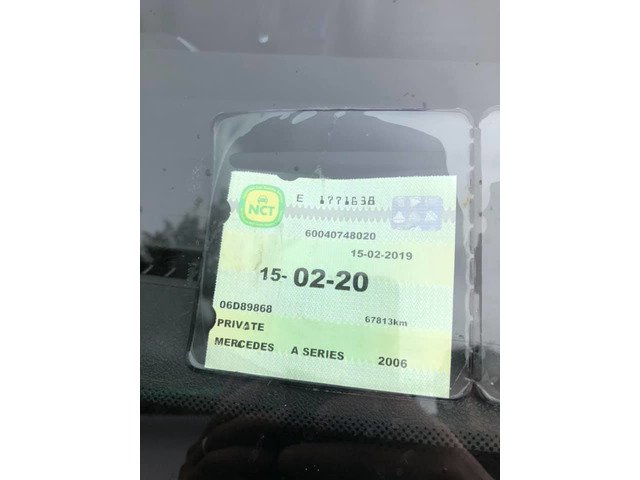 NCT
E 1771638
60040748020
15-02-2019
15-02-20
06D89868
67813km
PRIVATE
MERCEDES A SERIES 2006